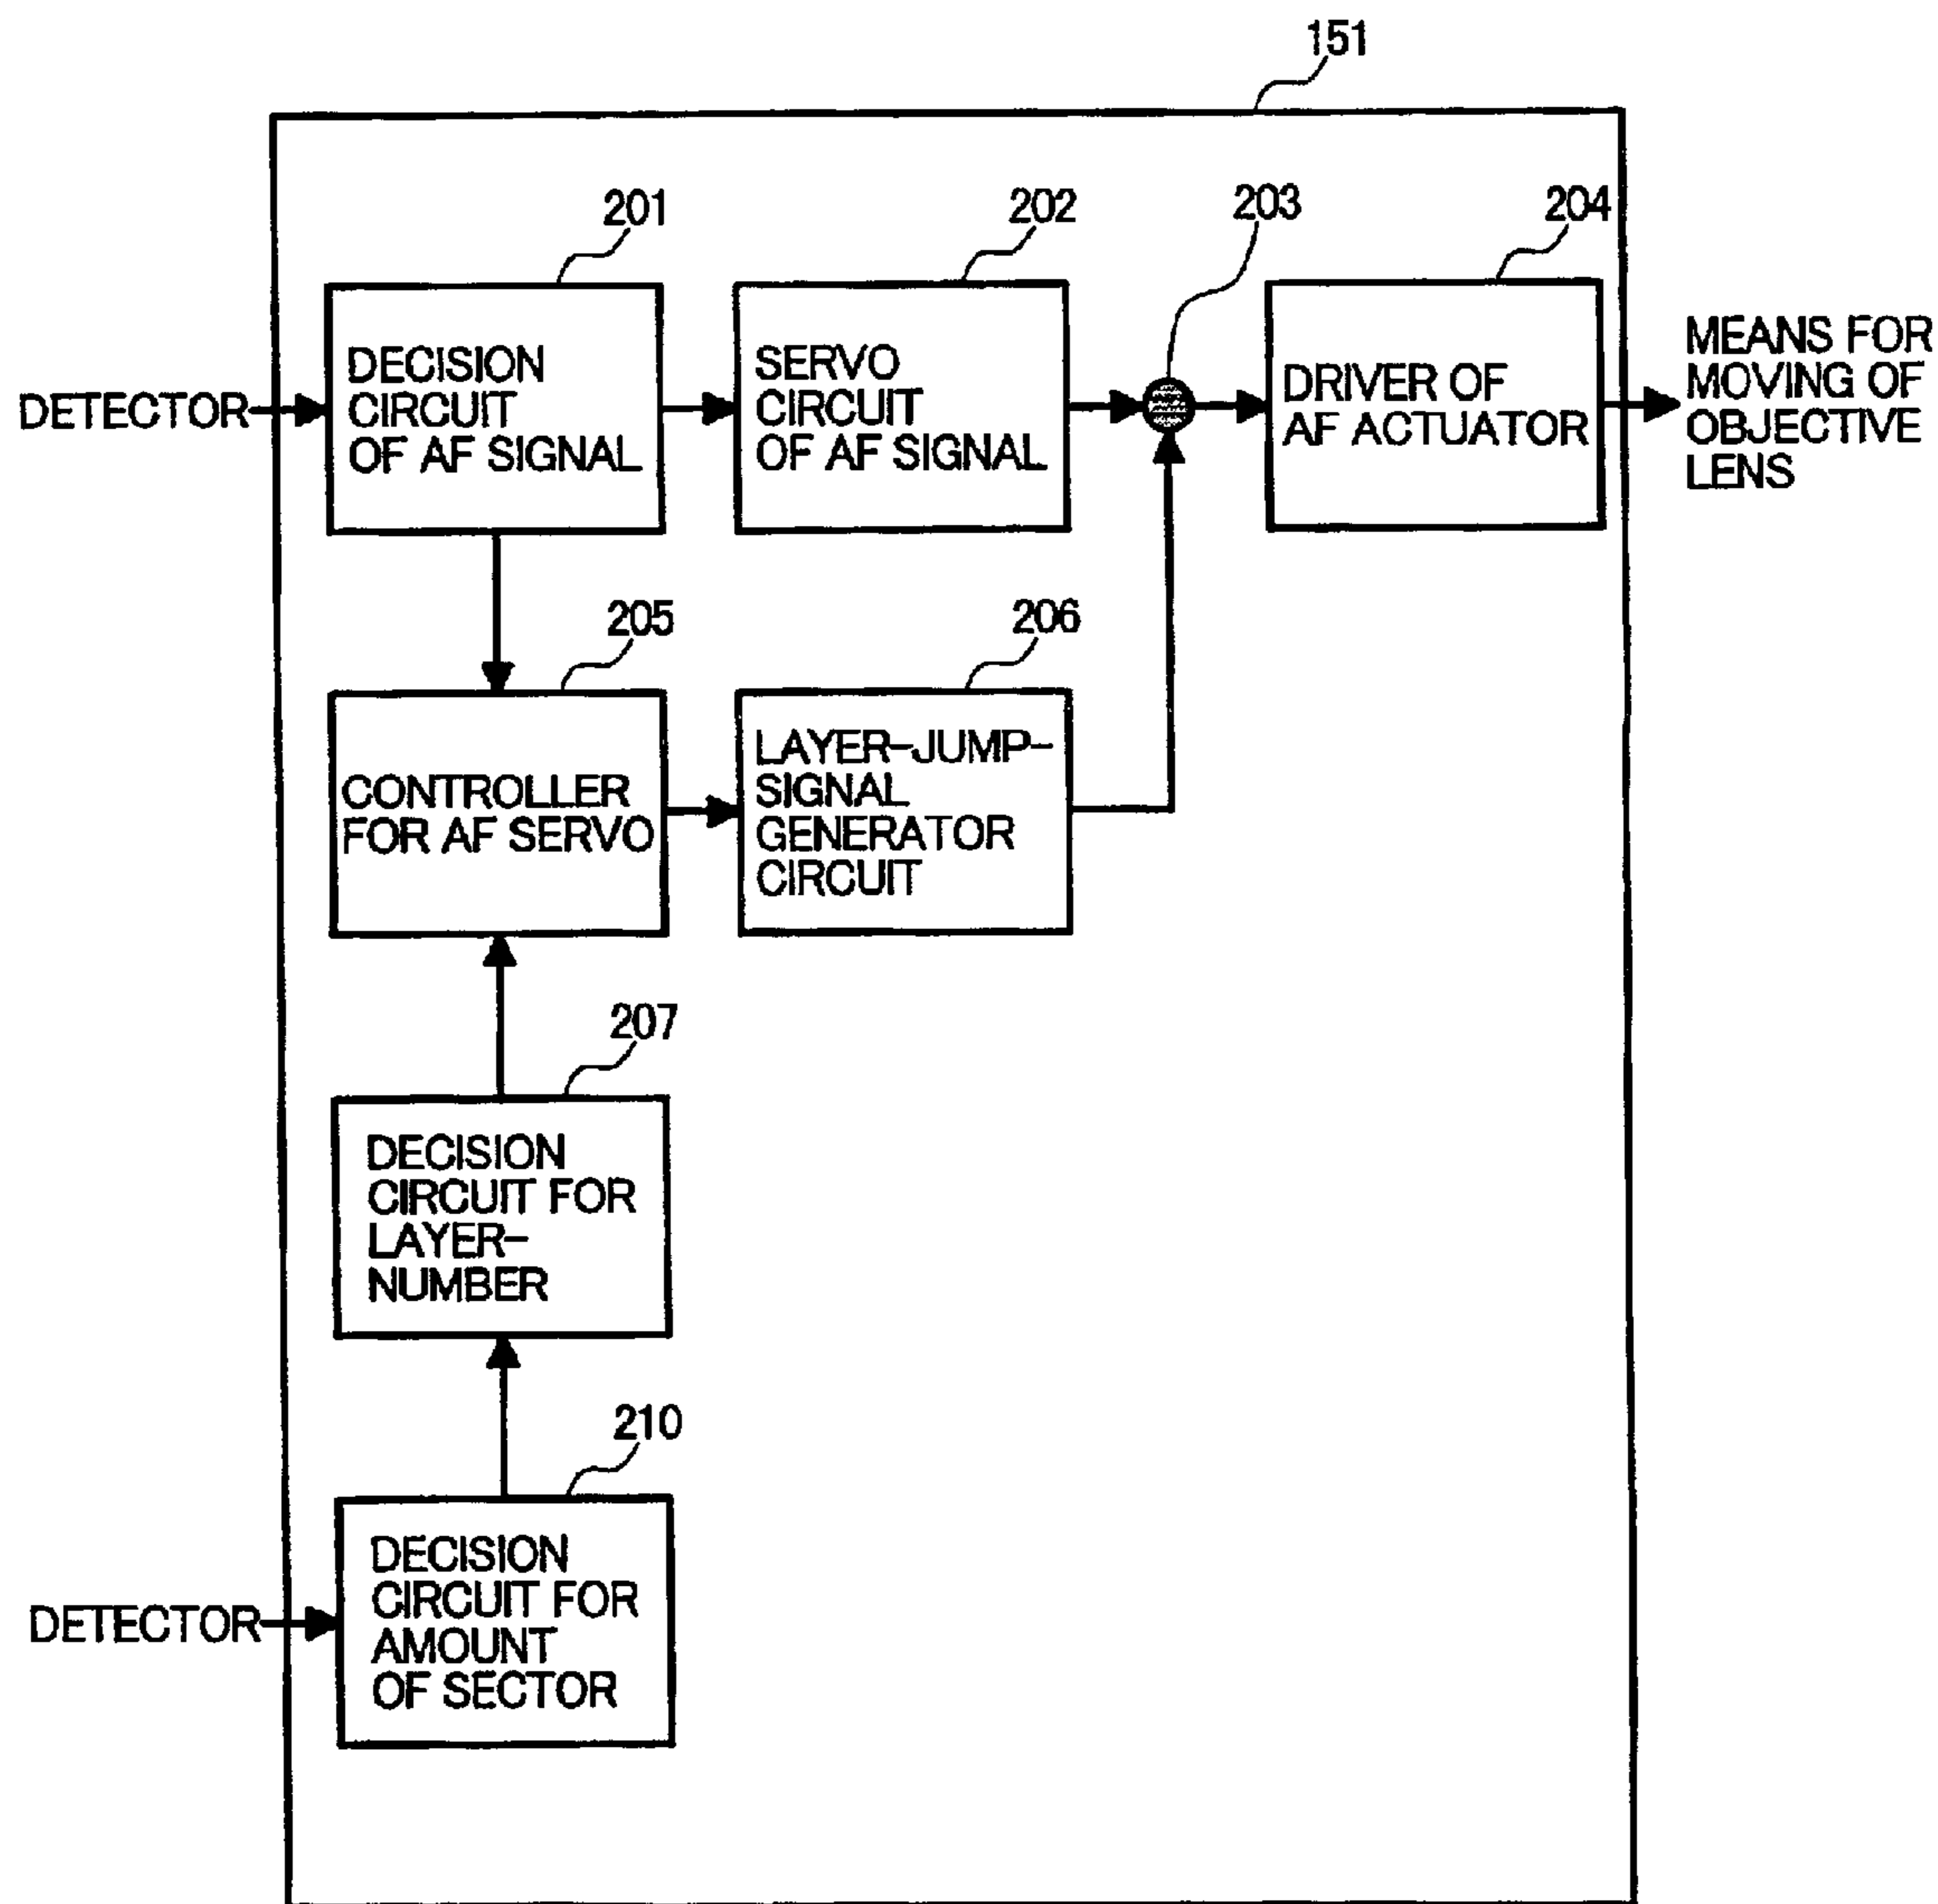 151
201
202
203
204
DETECTOR
DECISION
CIRCUIT
OF AF SIGNAL
SERVO
CIRCUIT
OF AF SIGNAL
DRIVER OF
AF ACTUATOR
MEANS FOR
MOVING OF
OBJECTIVE
LENS
205
206
CONTROLLER
FOR AF SERVO
LAYER-JUMP-
SIGNAL
GENERATOR
CIRCUIT
207
DECISION
CIRCUIT FOR
LAYER-
NUMBER
210
DETECTOR
DECISION
CIRCUIT FOR
AMOUNT
OF SECTOR